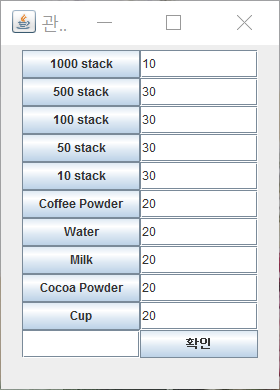 관..
1000 stack 10
500 stack 30
100 stack 30
50 stack 30
10 stack 30
Coffee Powder 20
Water 20
Milk 20
Cocoa Powder 20
Cup 20
확인